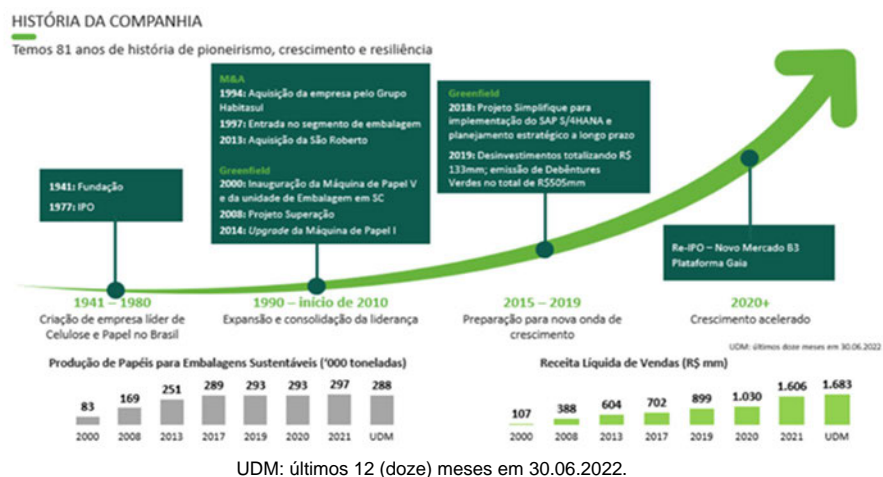 HISTÓRIA DA COMPANHIA
Temos 81 anos de história de pioneirismo, crescimento e resiliência
1941: Fundação
1977: IPO
M&A
1994: Aquisição da empresa pelo Grupo
Habitasul
1997: Entrada no segmento de embalagem
2013: Aquisição da São Roberto
Greenfield
2000: Inauguração da Máquina de Papel V
e da unidade de Embalagem em SC
2008: Projeto Superação
2014: Upgrade da Máquina de Papel I
Greenfield
2018: Projeto Simplifique para
implementação do SAP S/4HANA e
planejamento estratégico a longo prazo
2019: Desinvestimentos totalizando R$
133mm; emissão de Debêntures
Verdes no total de R$505mm
Re-IPO – Novo Mercado B3
Plataforma Gaia
1941 – 1980
Criação de empresa líder de
Celulose e Papel no Brasil
1990 – início de 2010
Expansão e consolidação da liderança
2015 – 2019
Preparação para nova onda de
crescimento
2020+
Crescimento acelerado
UDM: últimos doze meses em 30.06.2022
Produção de Papéis para Embalagens Sustentáveis ('000 toneladas)
83 169 251 289 293 293 297 288
2000 2008 2013 2017 2019 2020 2021 UDM
Receita Líquida de Vendas (R$ mm)
107 388 604 702 899 1.030 1.606 1.683
2000 2008 2013 2017 2019 2020 2021 UDM
UDM: últimos 12 (doze) meses em 30.06.2022.